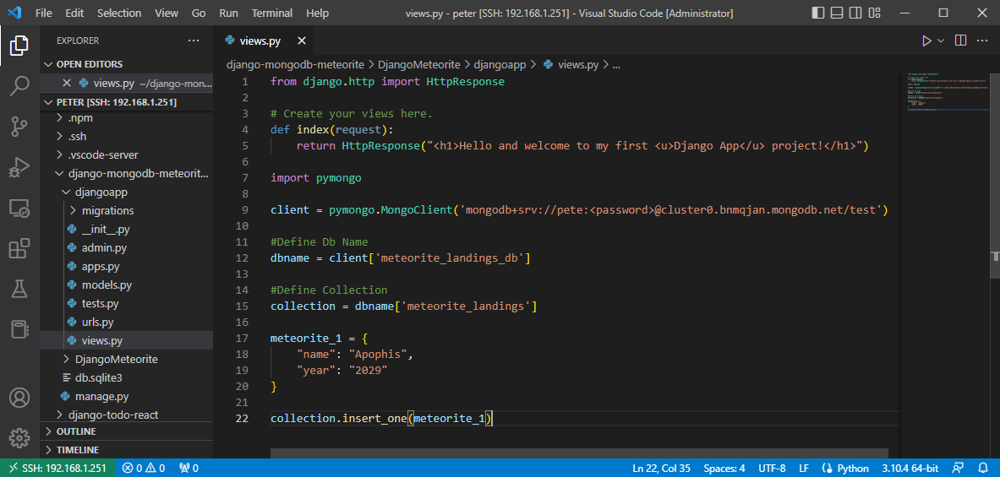 File Edit Selection View Go Run Terminal Help
views.py - peter [SSH: 192.168.1.251] - Visual Studio Code [Administrator]
EXPLORER
OPEN EDITORS
views.py ~/django-mon...
PETER [SSH: 192.168.1.251]
.npm
.ssh
.vscode-server
django-mongodb-meteorit...
djangoapp
migrations
__init__.py
admin.py
apps.py
models.py
tests.py
urls.py
views.py
DjangoMeteorite
db.sqlite3
manage.py
django-todo-react
OUTLINE
TIMELINE
views.py
django-mongodb-meteorite > DjangoMeteorite > djangoapp > views.py > ...
1 from django.http import HttpResponse
2
3 # Create your views here.
4 def index(request):
5     return HttpResponse("<h1>Hello and welcome to my first <u>Django App</u> project!</h1>")
6
7 import pymongo
8
9 client = pymongo.MongoClient('mongodb+srv://pete:<password>@cluster0.bnmqjan.mongodb.net/test')
10
11 #Define Db Name
12 dbname = client['meteorite_landings_db']
13
14 #Define Collection
15 collection = dbname['meteorite_landings']
16
17 meteorite_1 = {
18     "name": "Apophis",
19     "year": "2029"
20 }
21
22 collection.insert_one(meteorite_1)
SSH: 192.168.1.251 0 0 0 Ln 22, Col 35 Spaces: 4 UTF-8 LF Python 3.10.4 64-bit